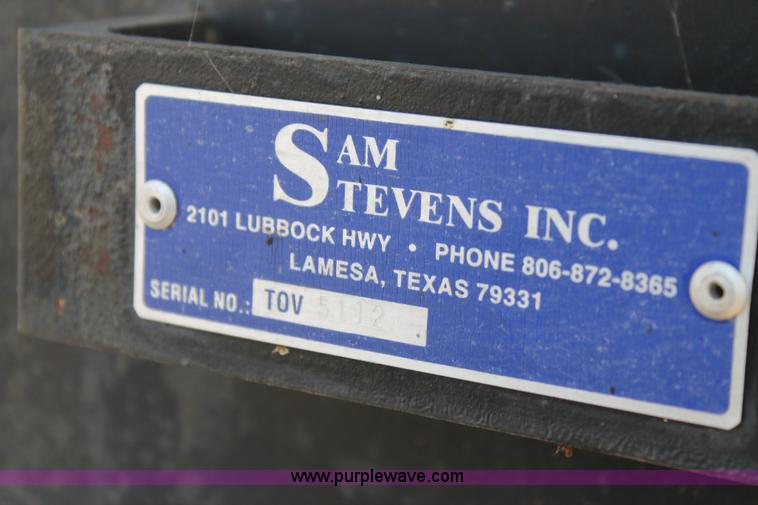 SAM
STEVENS INC.
2101 LUBBOCK HWY • PHONE 806-872-8365
LAMESA, TEXAS 79331
SERIAL NO.: TOV 5112
www.purplewave.com